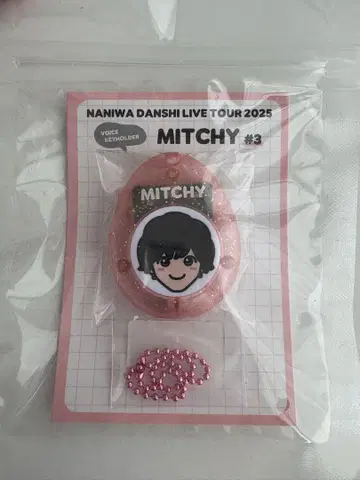 NANIWA DANSHI LIVE TOUR 2025
VOICE
KEYHOLDER
MITCHY #3
MITCHY